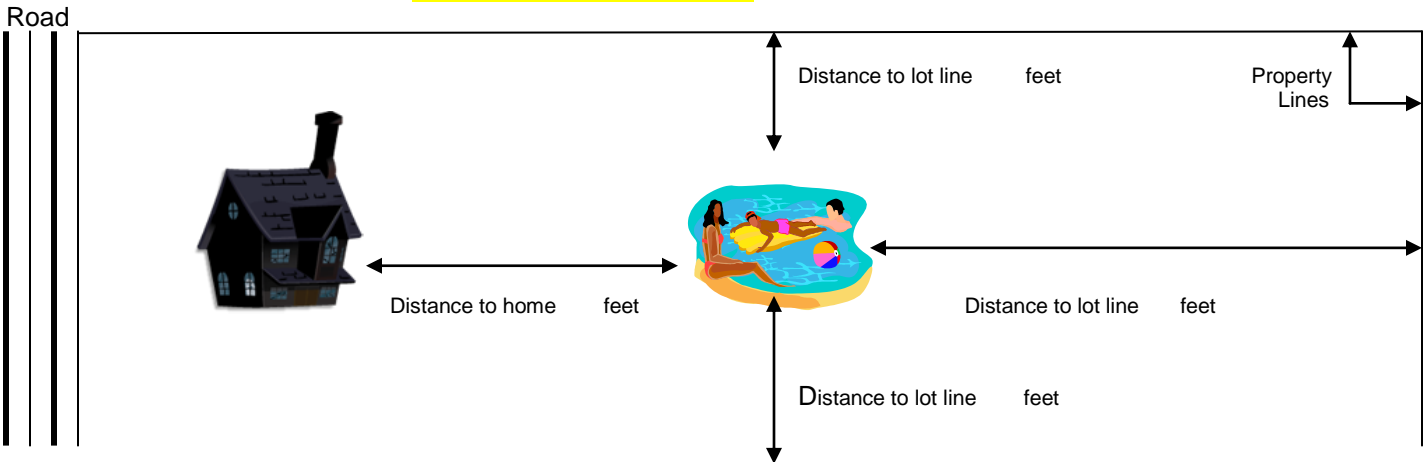 Road
Distance to lot line feet
Property
Lines
Distance to home feet
Distance to lot line feet
Distance to lot line feet